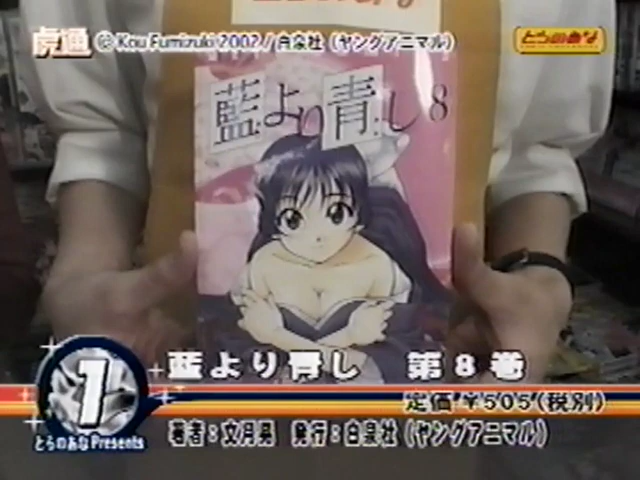 虎通 © Kou Fumizuki 2002 / 白泉社 (ヤングアニマル)
とらのあな
藍より青し 8
1
藍より青し 第8巻
定価 ¥505(税別)
とらのあな Presents
著者:文月晃 発行:白泉社 (ヤングアニマル)